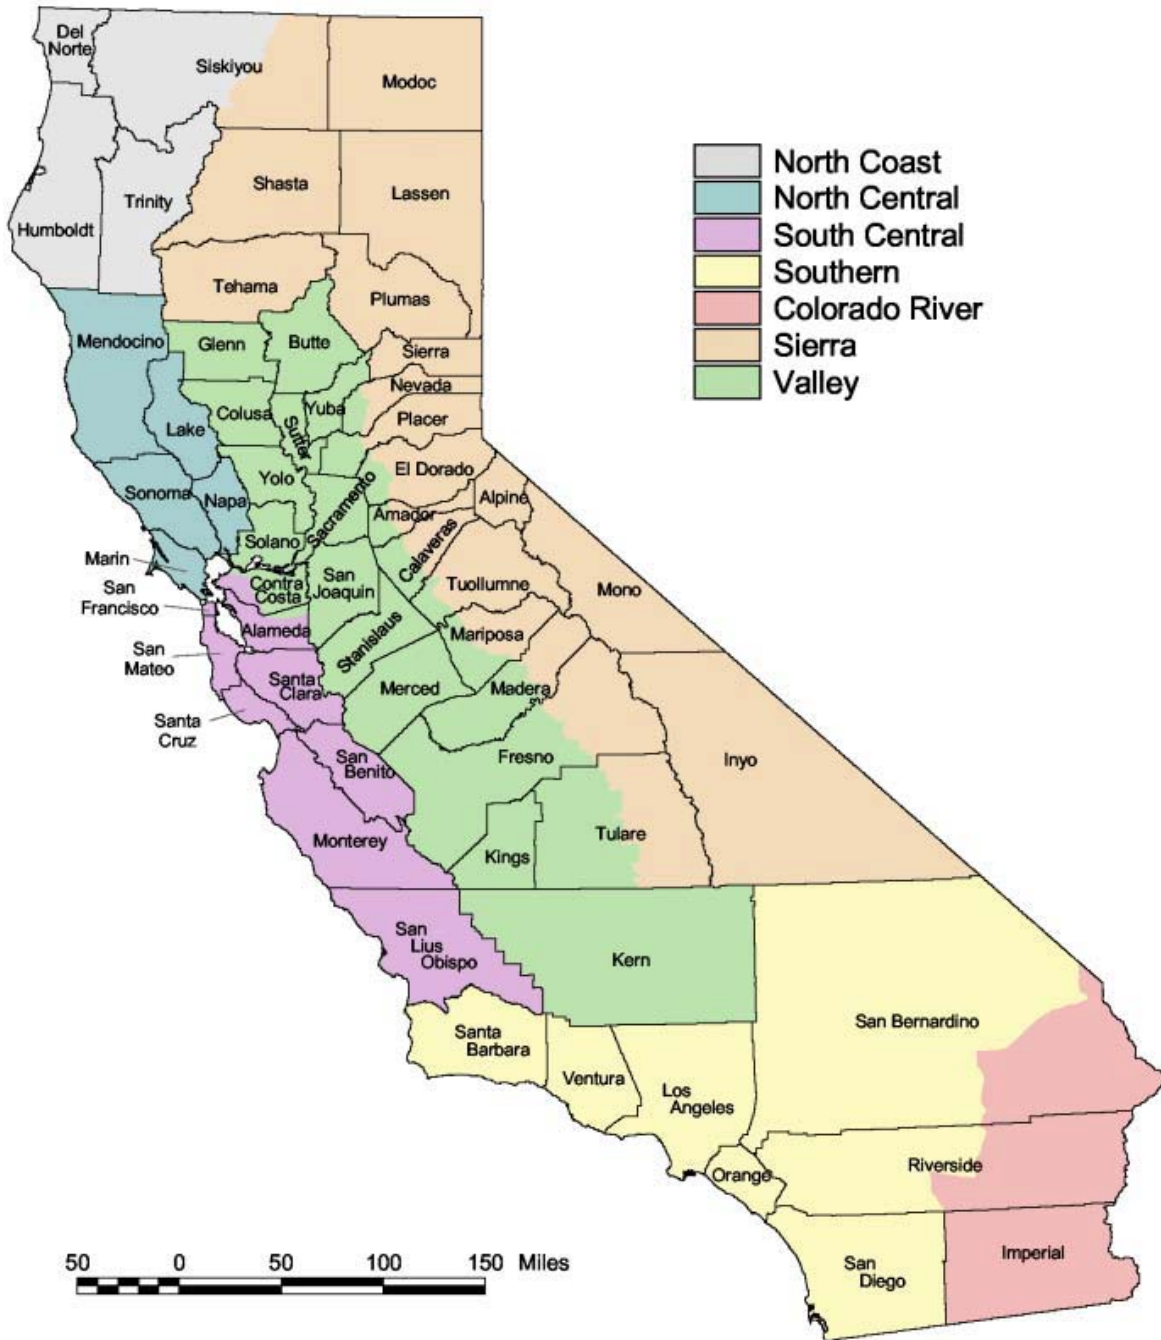 Del
Norte
Siskiyou
Modoc
Shasta
Lassen
Trinity
Humboldt
Tehama
Plumas
Mendocino
Glenn
Butte
Sierra
Nevada
Colusa
Sutter
Yuba
Placer
Lake
El Dorado
Yolo
Sacramento
Alpine
Sonoma
Napa
Amador
Solano
Calaveras
Marin
San
Francisco
Contra
Costa
San
Joaquin
Tuollumne
Mono
Alameda
Stanislaus
Mariposa
San
Mateo
Santa
Clara
Merced
Madera
Santa
Cruz
San
Benito
Fresno
Inyo
Monterey
Kings
Tulare
San
Lius
Obispo
Kern
Santa
Barbara
Ventura
Los
Angeles
San Bernardino
Orange
Riverside
San
Diego
Imperial
North Coast
North Central
South Central
Southern
Colorado River
Sierra
Valley
50 0 50 100 150 Miles